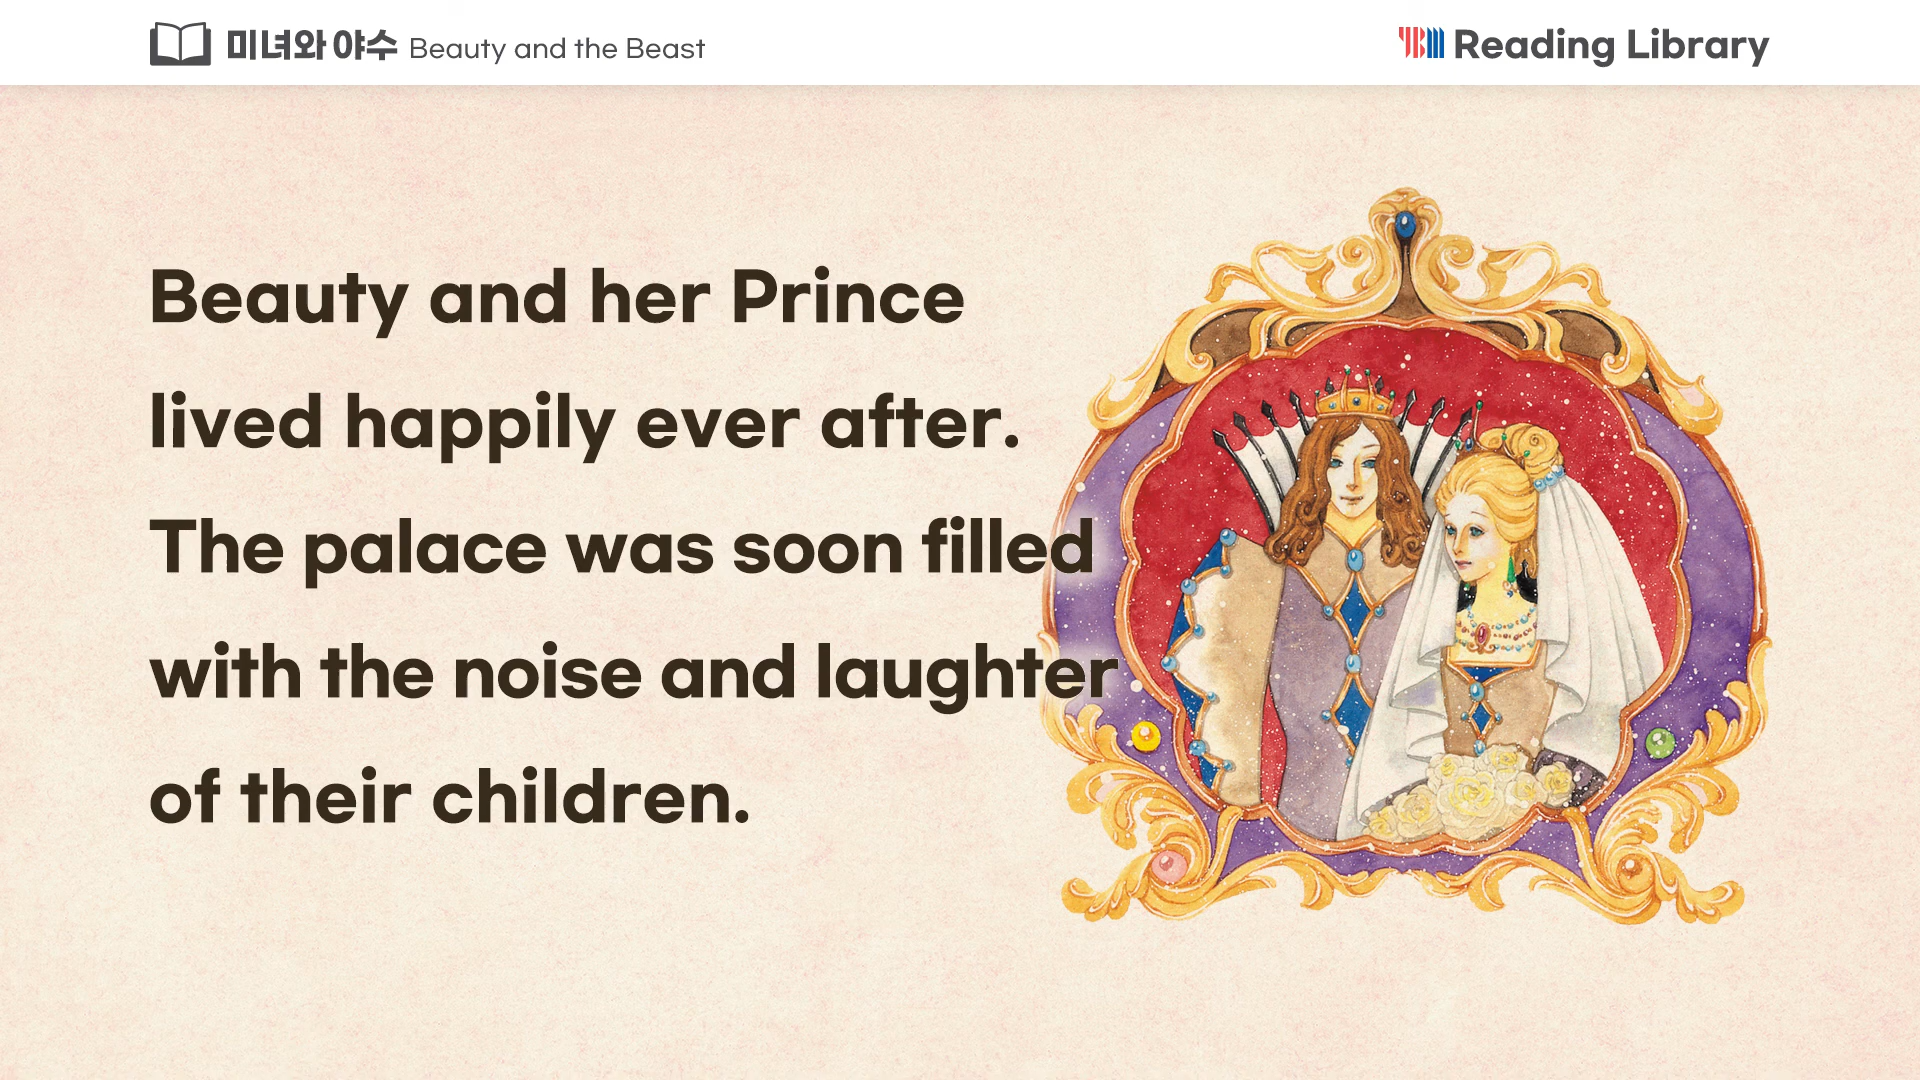 미녀와 야수 Beauty and the Beast
YBM Reading Library
Beauty and her Prince
lived happily ever after.
The palace was soon filled
with the noise and laughter
of their children.